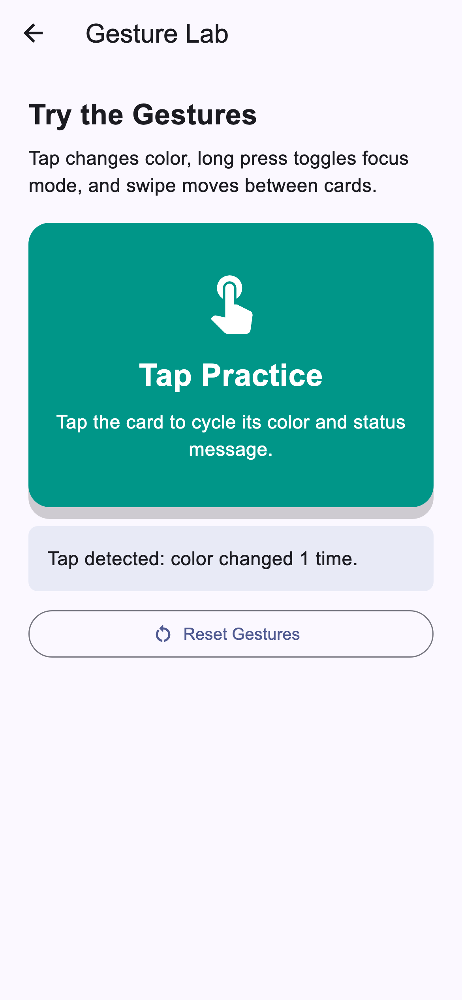 Gesture Lab
Try the Gestures
Tap changes color, long press toggles focus
mode, and swipe moves between cards.
Tap Practice
Tap the card to cycle its color and status
message.
Tap detected: color changed 1 time.
Reset Gestures